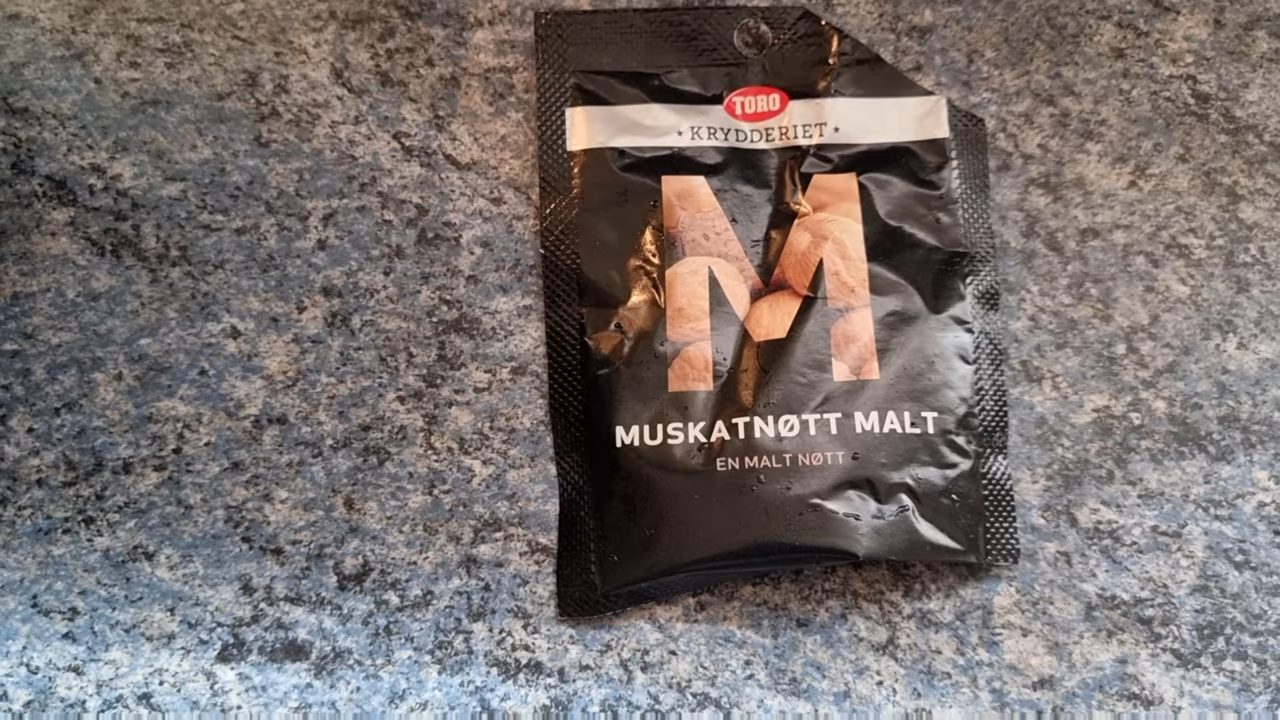 TORO
KRYDDERIET
M
MUSKATNØTT MALT
EN MALT NØTT